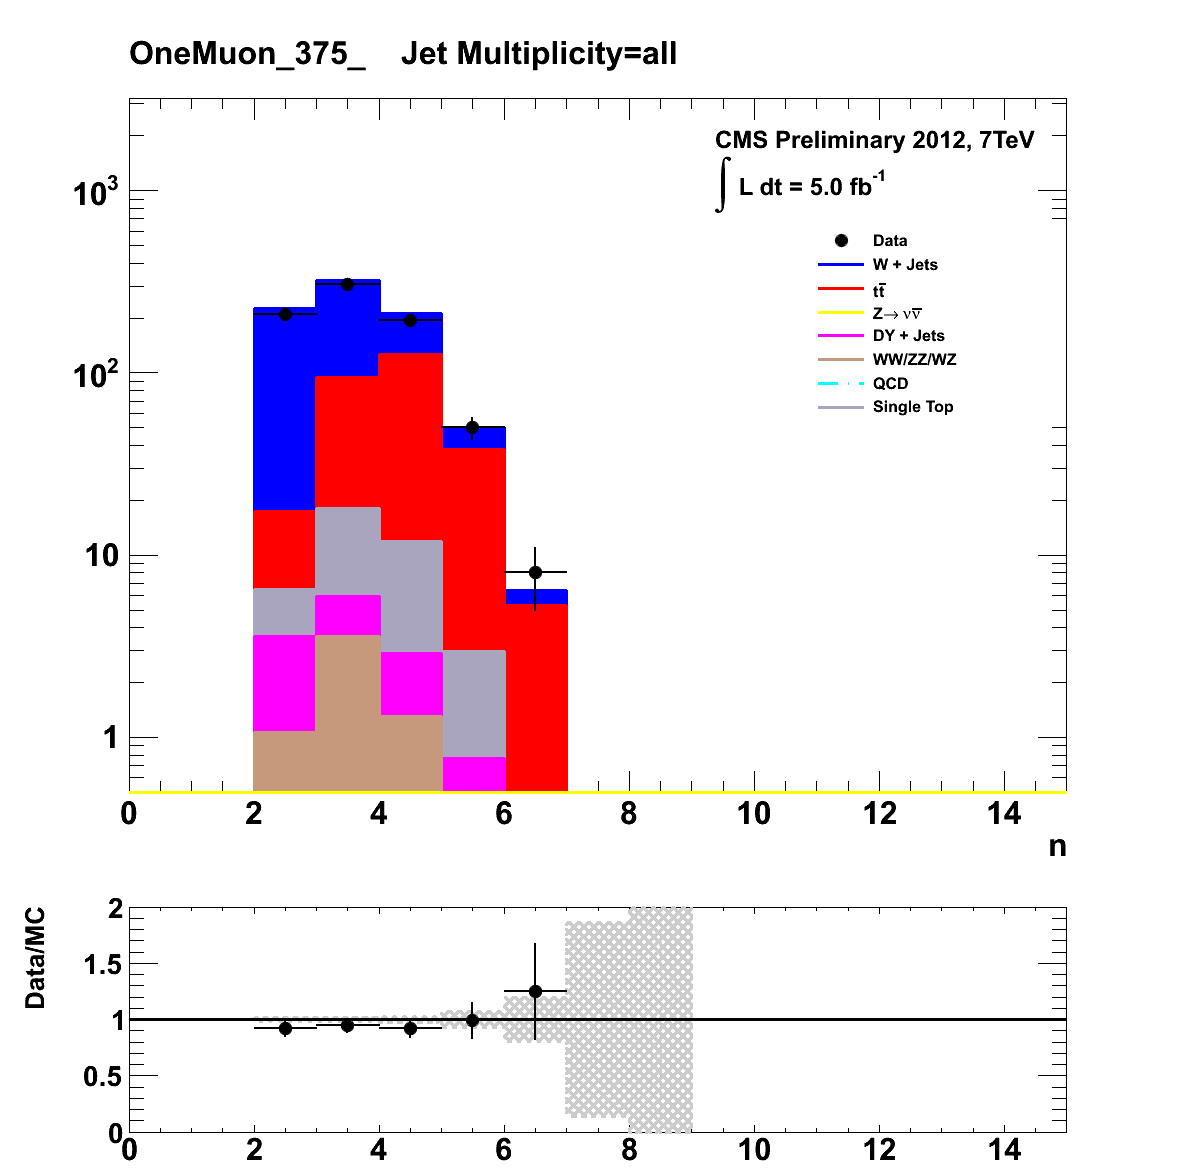 OneMuon_375_ Jet Multiplicity=all
CMS Preliminary 2012, 7TeV
∫ L dt = 5.0 fb⁻¹
Data
W + Jets
tt̅
Z→ νν̅
DY + Jets
WW/ZZ/WZ
QCD
Single Top
10³
10²
10
1
0 2 4 6 8 10 12 14
n
Data/MC
2
1.5
1
0.5
0
0 2 4 6 8 10 12 14